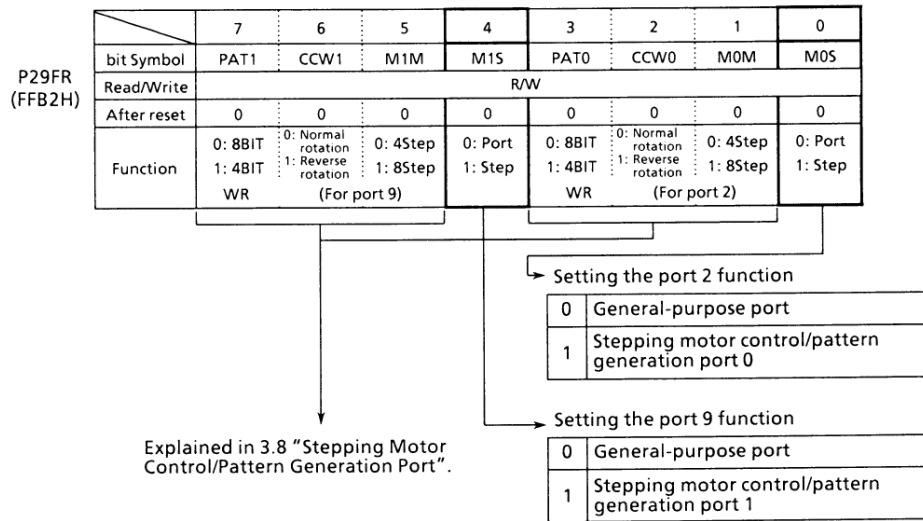 7 6 5 4 3 2 1 0
bit Symbol PAT1 CCW1 M1M M1S PAT0 CCW0 M0M M0S
P29FR
(FFB2H)
Read/Write R/W
After reset 0 0 0 0 0 0 0 0
Function
0: 8BIT 0: Normal rotation 0: 4Step 0: Port 0: 8BIT 0: Normal rotation 0: 4Step 0: Port
1: 4BIT 1: Reverse rotation 1: 8Step 1: Step 1: 4BIT 1: Reverse rotation 1: 8Step 1: Step
WR (For port 9) WR (For port 2)
Setting the port 2 function
0 General-purpose port
1 Stepping motor control/pattern
generation port 0
Setting the port 9 function
0 General-purpose port
1 Stepping motor control/pattern
generation port 1
Explained in 3.8 "Stepping Motor
Control/Pattern Generation Port".